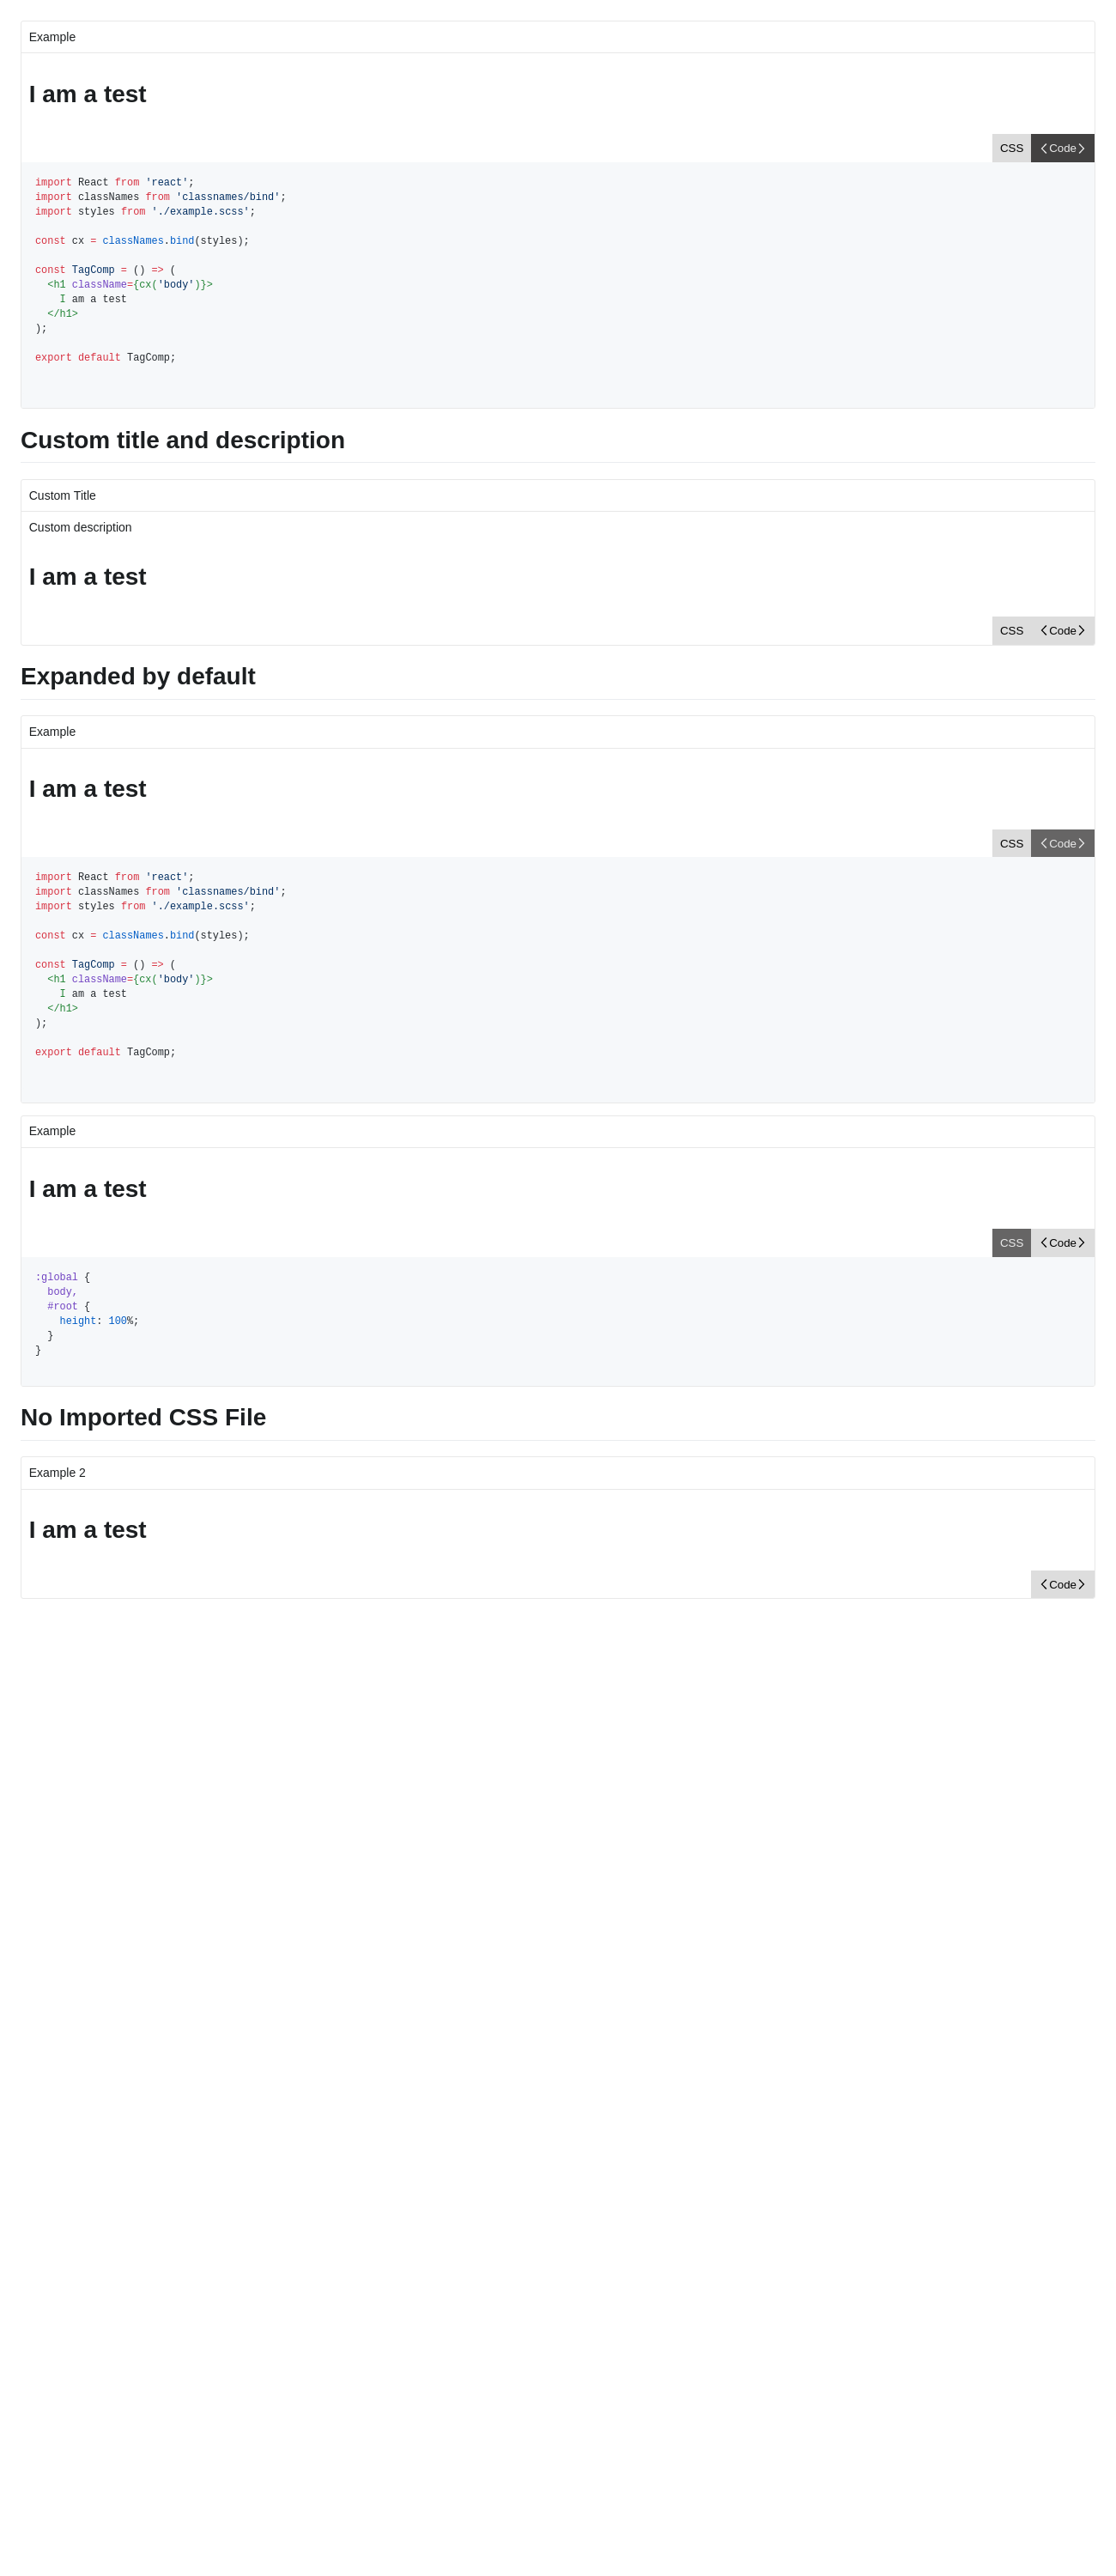 Example
I am a test
CSS Code
import React from 'react';
import classNames from 'classnames/bind';
import styles from './example.scss';
const cx = classNames.bind(styles);
const TagComp = () => (
  <h1 className={cx('body')}>
    I am a test
  </h1>
);
export default TagComp;
Custom title and description
Custom Title
Custom description
I am a test
CSS Code
Expanded by default
Example
I am a test
CSS Code
import React from 'react';
import classNames from 'classnames/bind';
import styles from './example.scss';
const cx = classNames.bind(styles);
const TagComp = () => (
  <h1 className={cx('body')}>
    I am a test
  </h1>
);
export default TagComp;
Example
I am a test
CSS Code
:global {
  body,
  #root {
    height: 100%;
  }
}
No Imported CSS File
Example 2
I am a test
Code